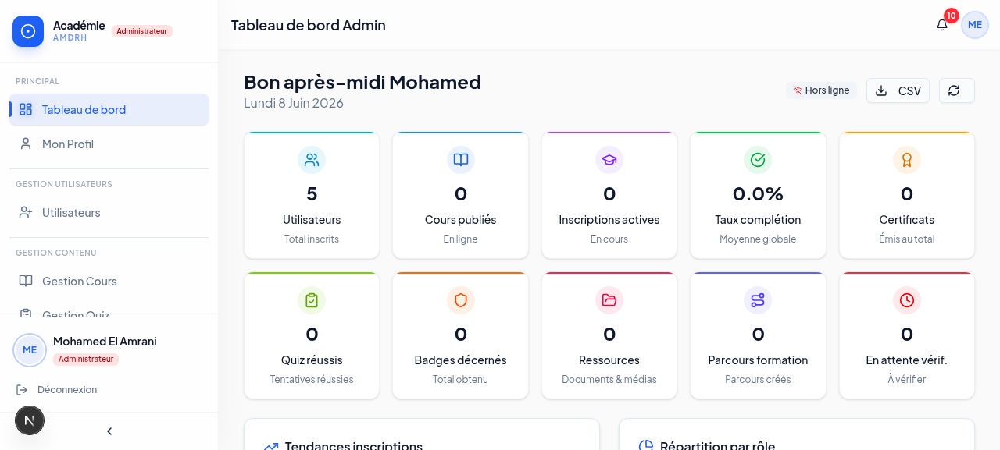 Académie
AMDRH
Administrateur
PRINCIPAL
Tableau de bord
Mon Profil
GESTION UTILISATEURS
Utilisateurs
GESTION CONTENU
Gestion Cours
Gestion Quiz
ME
Mohamed El Amrani
Administrateur
Déconnexion
N
Tableau de bord Admin
10
ME
Bon après-midi Mohamed
Lundi 8 Juin 2026
Hors ligne
CSV
5
Utilisateurs
Total inscrits
0
Cours publiés
En ligne
0
Inscriptions actives
En cours
0.0%
Taux complétion
Moyenne globale
0
Certificats
Émis au total
0
Quiz réussis
Tentatives réussies
0
Badges décernés
Total obtenu
0
Ressources
Documents & médias
0
Parcours formation
Parcours créés
0
En attente vérif.
À vérifier
Tendances inscriptions
Répartition par rôle